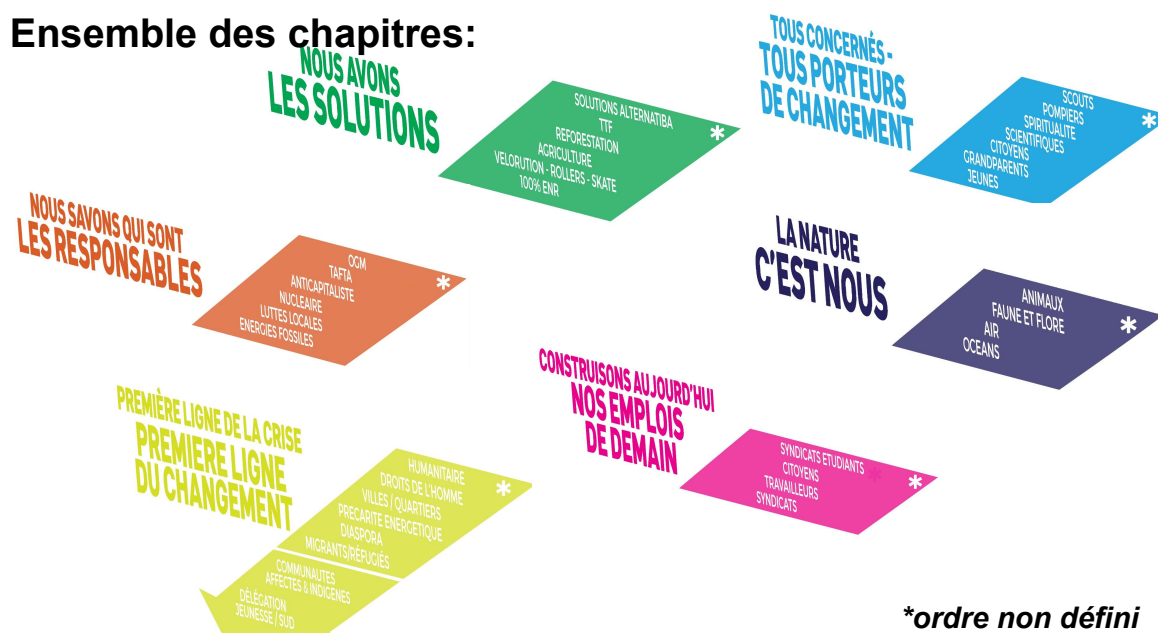 Ensemble des chapitres:
NOUS AVONS
LES SOLUTIONS
SOLUTIONS ALTERNATIBA
TTF
REFORESTATION
AGRICULTURE
VELORUTION - ROLLERS - SKATE
100% ENR
*
TOUS CONCERNÉS -
TOUS PORTEURS
DE CHANGEMENT
SCOUTS
POMPIERS
SPIRITUALITE
SCIENTIFIQUES
CITOYENS
GRANDPARENTS
JEUNES
*
NOUS SAVONS QUI SONT
LES RESPONSABLES
OGM
TAFTA
ANTICAPITALISTE
NUCLEAIRE
LUTTES LOCALES
ENERGIES FOSSILES
*
LA NATURE
C'EST NOUS
ANIMAUX
FAUNE ET FLORE
AIR
OCEANS
*
PREMIÈRE LIGNE DE LA CRISE
PREMIERE LIGNE
DU CHANGEMENT
HUMANITAIRE
DROITS DE L'HOMME
VILLES / QUARTIERS
PRECARITE ENERGETIQUE
DIASPORA
MIGRANTS/RÉFUGIÉS
*
COMMUNAUTES
AFFECTES & INDIGENES
DÉLÉGATION
JEUNESSE / SUD
CONSTRUISONS AUJOURD'HUI
NOS EMPLOIS
DE DEMAIN
SYNDICATS ETUDIANTS
CITOYENS
TRAVAILLEURS
SYNDICATS
* *
*ordre non défini